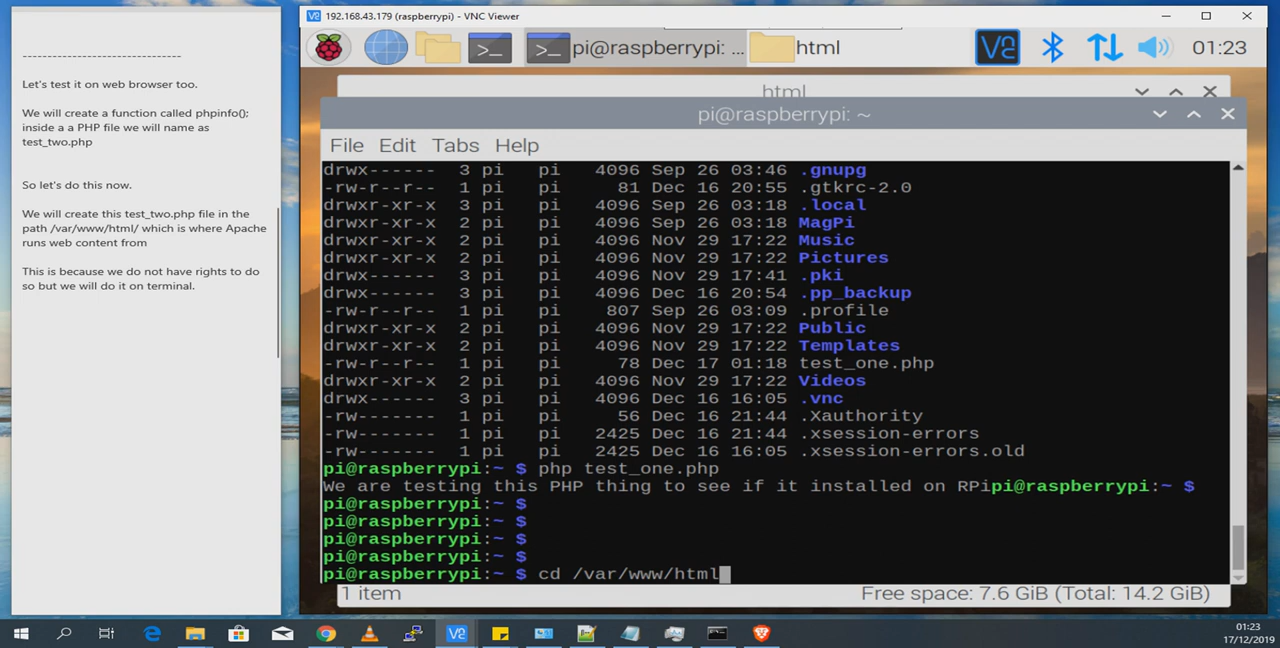 -------------------------------
Let's test it on web browser too.
We will create a function called phpinfo();
inside a a PHP file we will name as
test_two.php
So let's do this now.
We will create this test_two.php file in the
path /var/www/html/ which is where Apache
runs web content from
This is because we do not have rights to do
so but we will do it on terminal.
192.168.43.179 (raspberrypi) - VNC Viewer
pi@raspberrypi: ...
html
01:23
html
pi@raspberrypi: ~
File Edit Tabs Help
drwx------ 3 pi pi 4096 Sep 26 03:46 .gnupg
-rw-r--r-- 1 pi pi 81 Dec 16 20:55 .gtkrc-2.0
drwxr-xr-x 3 pi pi 4096 Sep 26 03:18 .local
drwxr-xr-x 2 pi pi 4096 Sep 26 03:18 MagPi
drwxr-xr-x 2 pi pi 4096 Nov 29 17:22 Music
drwxr-xr-x 2 pi pi 4096 Nov 29 17:22 Pictures
drwx------ 3 pi pi 4096 Nov 29 17:41 .pki
drwx------ 3 pi pi 4096 Dec 16 20:54 .pp_backup
-rw-r--r-- 1 pi pi 807 Sep 26 03:09 .profile
drwxr-xr-x 2 pi pi 4096 Nov 29 17:22 Public
drwxr-xr-x 2 pi pi 4096 Nov 29 17:22 Templates
-rw-r--r-- 1 pi pi 78 Dec 17 01:18 test_one.php
drwxr-xr-x 2 pi pi 4096 Nov 29 17:22 Videos
drwx------ 3 pi pi 4096 Dec 16 16:05 .vnc
-rw------- 1 pi pi 56 Dec 16 21:44 .Xauthority
-rw------- 1 pi pi 2425 Dec 16 21:44 .xsession-errors
-rw------- 1 pi pi 2425 Dec 16 16:05 .xsession-errors.old
pi@raspberrypi:~ $ php test_one.php
We are testing this PHP thing to see if it installed on RPipi@raspberrypi:~ $
pi@raspberrypi:~ $
pi@raspberrypi:~ $
pi@raspberrypi:~ $
pi@raspberrypi:~ $
pi@raspberrypi:~ $ cd /var/www/html
1 item
Free space: 7.6 GiB (Total: 14.2 GiB)
01:23
17/12/2019